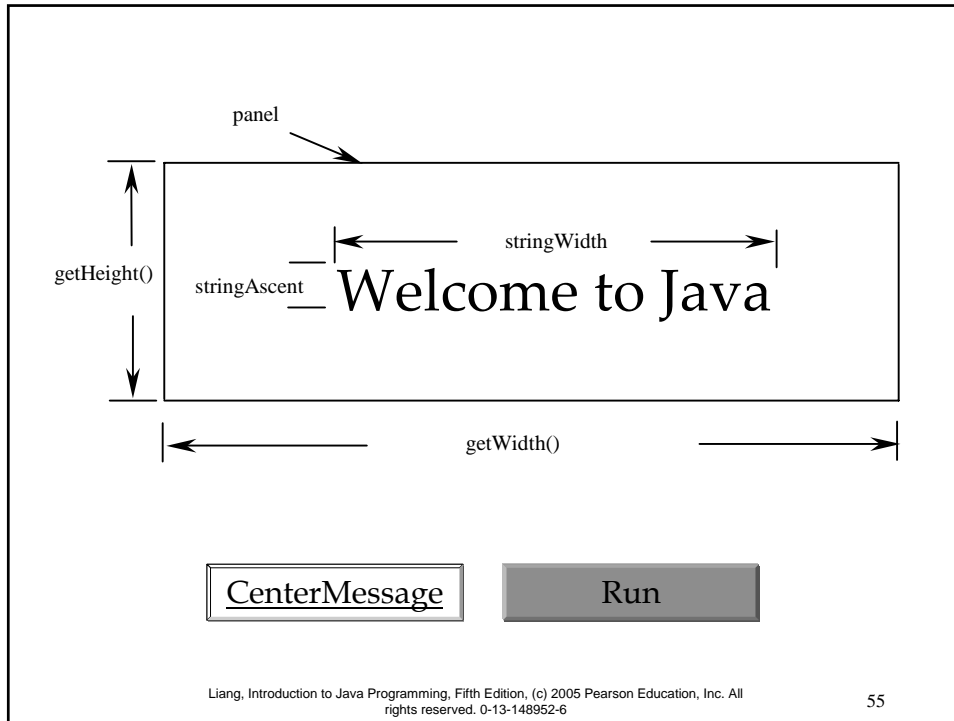 panel
stringWidth
getHeight()
stringAscent
Welcome to Java
getWidth()
CenterMessage
Run
Liang, Introduction to Java Programming, Fifth Edition, (c) 2005 Pearson Education, Inc. All
rights reserved. 0-13-148952-6
55